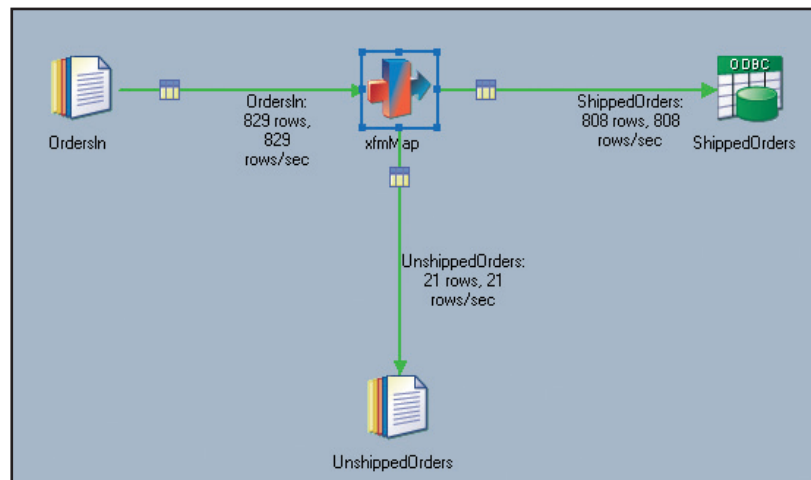 ODBC
OrdersIn:
829 rows,
829
rows/sec
ShippedOrders:
808 rows, 808
rows/sec
OrdersIn
xfmMap
ShippedOrders
UnshippedOrders:
21 rows, 21
rows/sec
UnshippedOrders